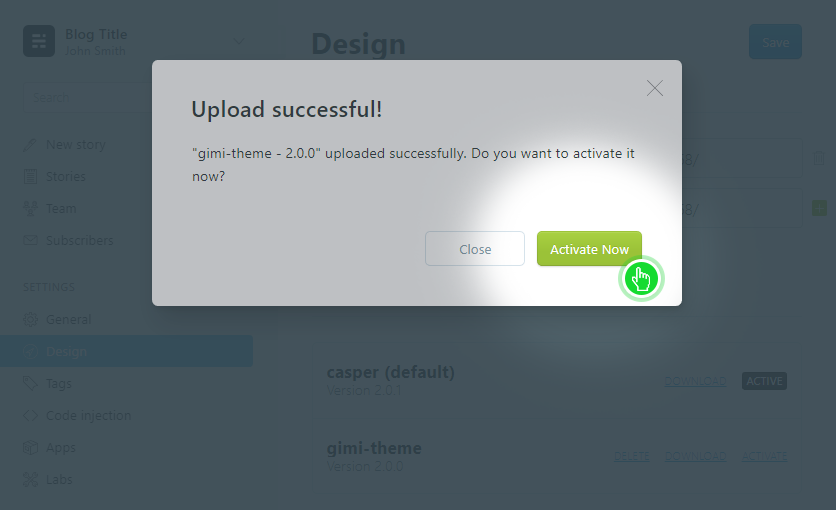 Blog Title
John Smith
Design
Save
Search
Upload successful!
"gimi-theme - 2.0.0" uploaded successfully. Do you want to activate it
now?
Close
Activate Now
New story
Stories
Team
Subscribers
SETTINGS
General
Design
Tags
Code injection
Apps
Labs
casper (default)
Version 2.0.1
DOWNLOAD
ACTIVE
gimi-theme
Version 2.0.0
DELETE
DOWNLOAD
ACTIVATE